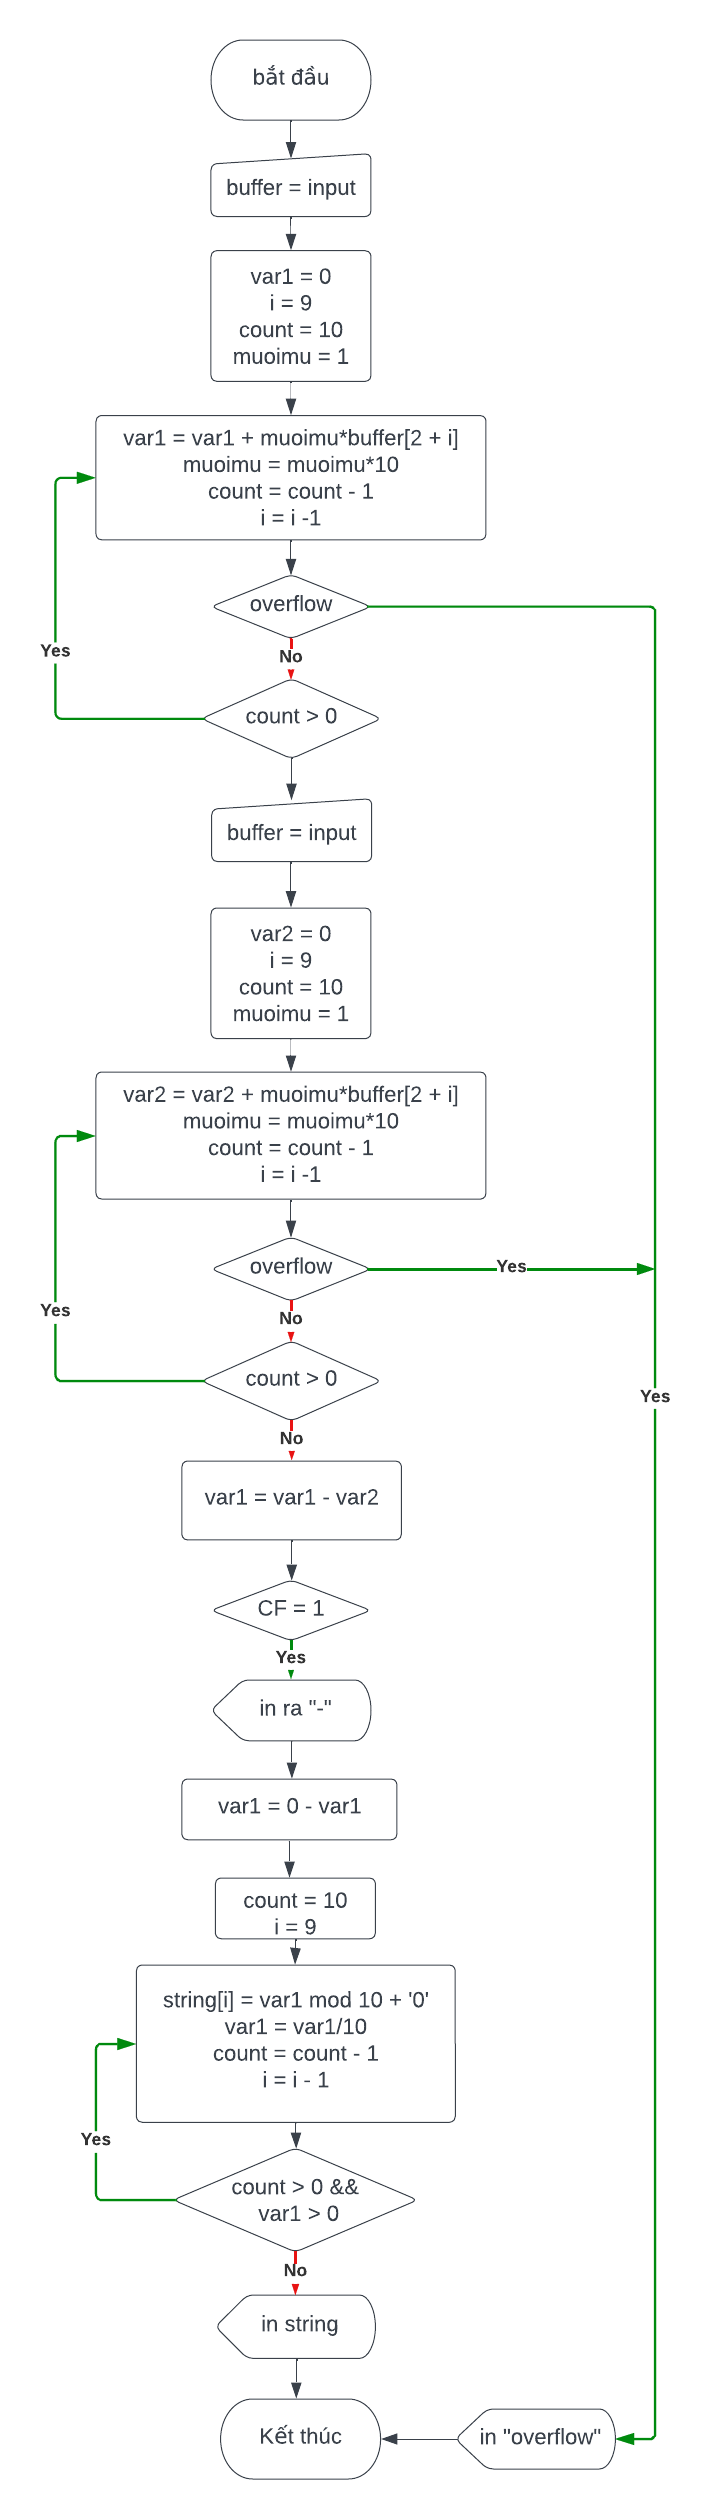 bắt đầu
buffer = input
var1 = 0
i = 9
count = 10
muoimu = 1
var1 = var1 + muoimu*buffer[2 + i]
muoimu = muoimu*10
count = count - 1
i = i -1
overflow
No
Yes
count > 0
buffer = input
var2 = 0
i = 9
count = 10
muoimu = 1
var2 = var2 + muoimu*buffer[2 + i]
muoimu = muoimu*10
count = count - 1
i = i -1
overflow
Yes
No
Yes
count > 0
Yes
No
var1 = var1 - var2
CF = 1
Yes
in ra "-"
var1 = 0 - var1
count = 10
i = 9
string[i] = var1 mod 10 + '0'
var1 = var1/10
count = count - 1
i = i - 1
Yes
count > 0 &&
var1 > 0
No
in string
Kết thúc
in "overflow"